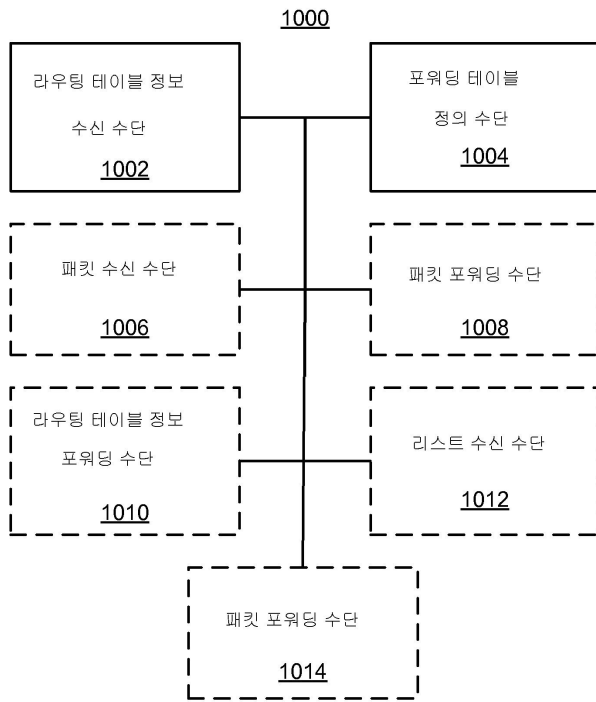 1000
라우팅 테이블 정보
수신 수단
1002
포워딩 테이블
정의 수단
1004
패킷 수신 수단
1006
패킷 포워딩 수단
1008
라우팅 테이블 정보
포워딩 수단
1010
리스트 수신 수단
1012
패킷 포워딩 수단
1014